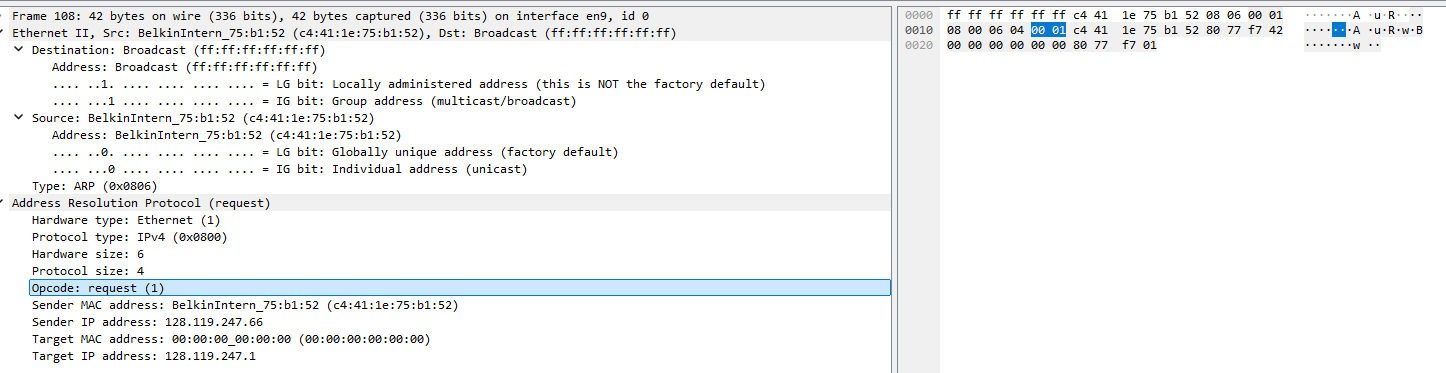 Frame 108: 42 bytes on wire (336 bits), 42 bytes captured (336 bits) on interface en9, id 0
Ethernet II, Src: BelkinIntern_75:b1:52 (c4:41:1e:75:b1:52), Dst: Broadcast (ff:ff:ff:ff:ff:ff)
Destination: Broadcast (ff:ff:ff:ff:ff:ff)
Address: Broadcast (ff:ff:ff:ff:ff:ff)
.... ..1. .... .... .... .... = LG bit: Locally administered address (this is NOT the factory default)
.... ...1 .... .... .... .... = IG bit: Group address (multicast/broadcast)
Source: BelkinIntern_75:b1:52 (c4:41:1e:75:b1:52)
Address: BelkinIntern_75:b1:52 (c4:41:1e:75:b1:52)
.... ..0. .... .... .... .... = LG bit: Globally unique address (factory default)
.... ...0 .... .... .... .... = IG bit: Individual address (unicast)
Type: ARP (0x0806)
Address Resolution Protocol (request)
Hardware type: Ethernet (1)
Protocol type: IPv4 (0x0800)
Hardware size: 6
Protocol size: 4
Opcode: request (1)
Sender MAC address: BelkinIntern_75:b1:52 (c4:41:1e:75:b1:52)
Sender IP address: 128.119.247.66
Target MAC address: 00:00:00_00:00:00 (00:00:00:00:00:00)
Target IP address: 128.119.247.1
0000 ff ff ff ff ff ff c4 41 1e 75 b1 52 08 06 00 01 ·······A ·u·R····
0010 08 00 06 04 00 01 c4 41 1e 75 b1 52 80 77 f7 42 ·······A ·u·R·w·B
0020 00 00 00 00 00 00 80 77 f7 01 ·······w ··